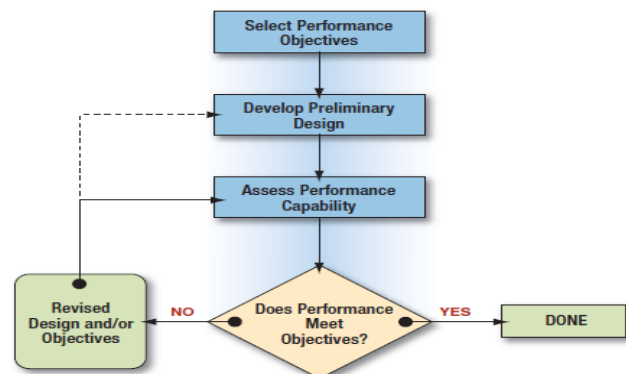 Select Performance
Objectives
Develop Preliminary
Design
Assess Performance
Capability
Does Performance
Meet
Objectives?
NO
YES
Revised
Design and/or
Objectives
DONE